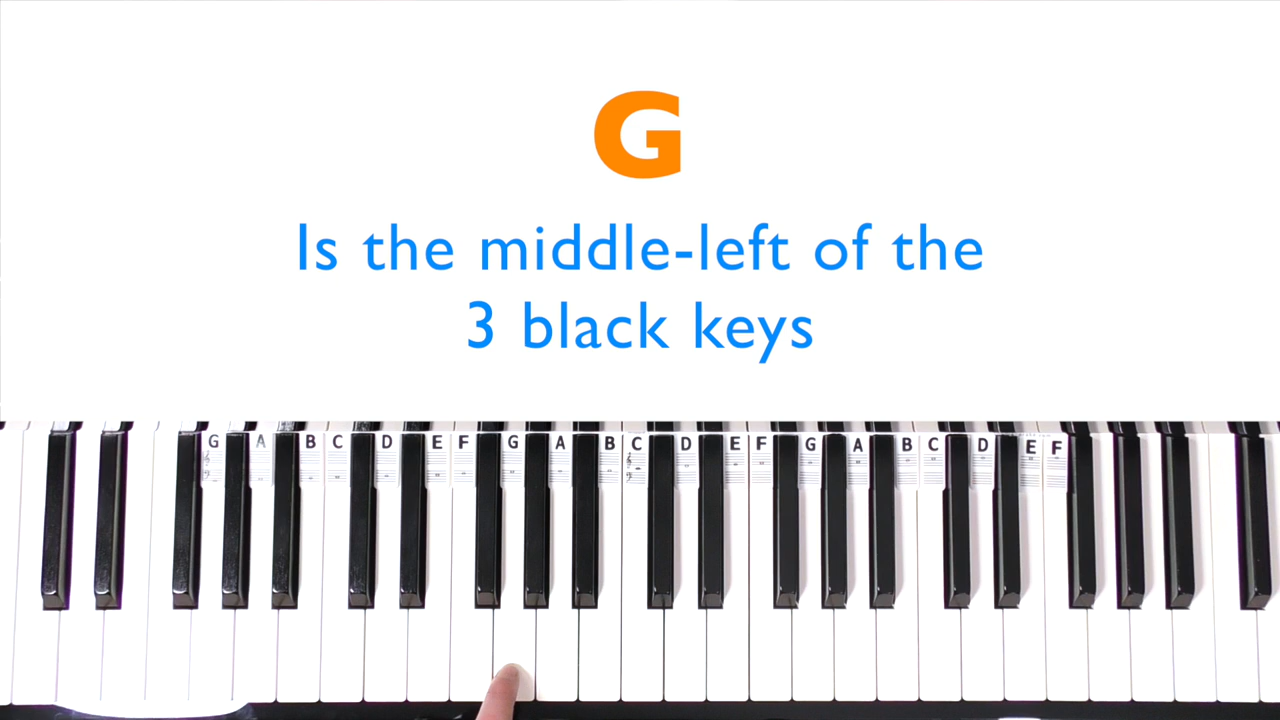 G
Is the middle-left of the
3 black keys
G A B C D E F G A B C D E F G A B C D E F